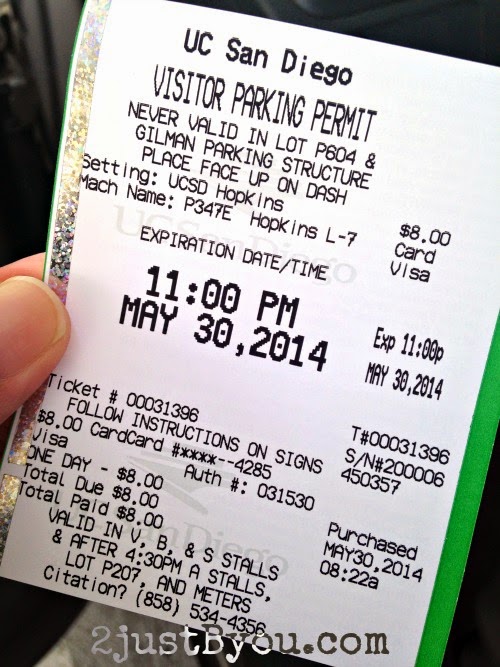 UC San Diego
VISITOR PARKING PERMIT
NEVER VALID IN LOT P604 &
GILMAN PARKING STRUCTURE
PLACE FACE UP ON DASH
Setting: UCSD Hopkins
Mach Name: P347E Hopkins L-7
$8.00
Card
Visa
UC San Diego
EXPIRATION DATE/TIME
11:00 PM
MAY 30,2014
Exp 11:00p
MAY 30,2014
Ticket # 00031396
FOLLOW INSTRUCTIONS ON SIGNS
$8.00 CardCard #****--4285
Visa Auth #: 031530
ONE DAY - $8.00
Total Due $8.00
Total Paid $8.00
VALID IN V, B, & S STALLS
& AFTER 4:30PM A STALLS,
LOT P207, AND METERS
Citation? (858) 534-4356
T#00031396
S/N#200006
450357
Purchased
MAY30,2014
08:22a
San Diego
2justByou.com